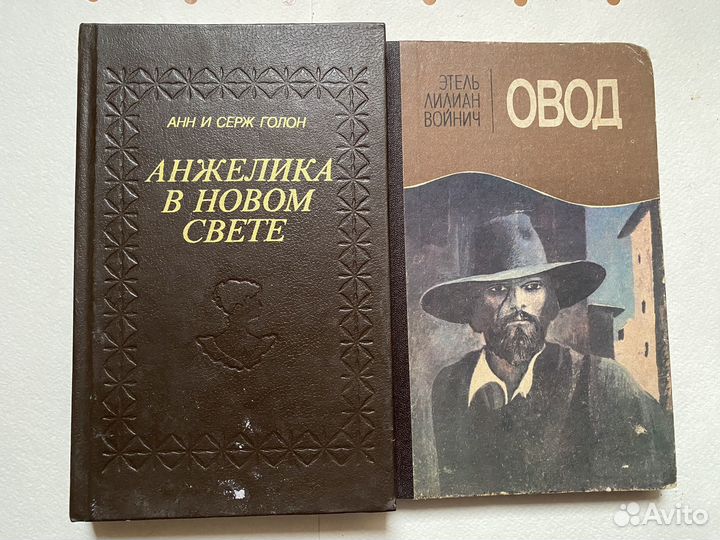 АНН И СЕРЖ ГОЛОН
АНЖЕЛИКА
В НОВОМ
СВЕТЕ
ЭТЕЛЬ
ЛИЛИАН
ВОЙНИЧ
ОВОД
Avito